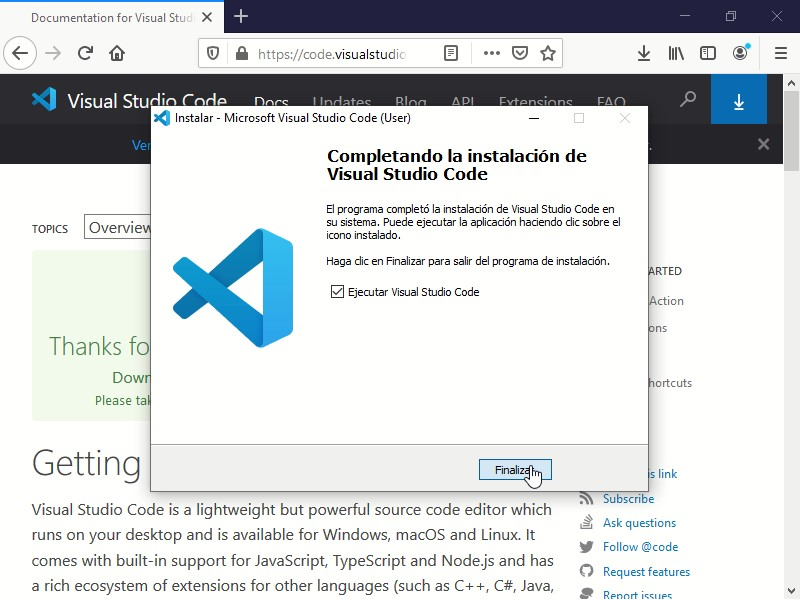 Documentation for Visual Stud
https://code.visualstudio
Visual Studio Code
Docs
Updates
Blog
API
Extensions
FAQ
Instalar - Microsoft Visual Studio Code (User)
Completando la instalación de
Visual Studio Code
El programa completó la instalación de Visual Studio Code en
su sistema. Puede ejecutar la aplicación haciendo clic sobre el
icono instalado.
Haga clic en Finalizar para salir del programa de instalación.
Ejecutar Visual Studio Code
TOPICS
Overview
ARTED
Action
ons
hortcuts
Thanks fo
Down
Please tak
Getting
is link
Subscribe
Ask questions
Follow @code
Request features
Report issues
Visual Studio Code is a lightweight but powerful source code editor which
runs on your desktop and is available for Windows, macOS and Linux. It
comes with built-in support for JavaScript, TypeScript and Node.js and has
a rich ecosystem of extensions for other languages (such as C++, C#, Java,